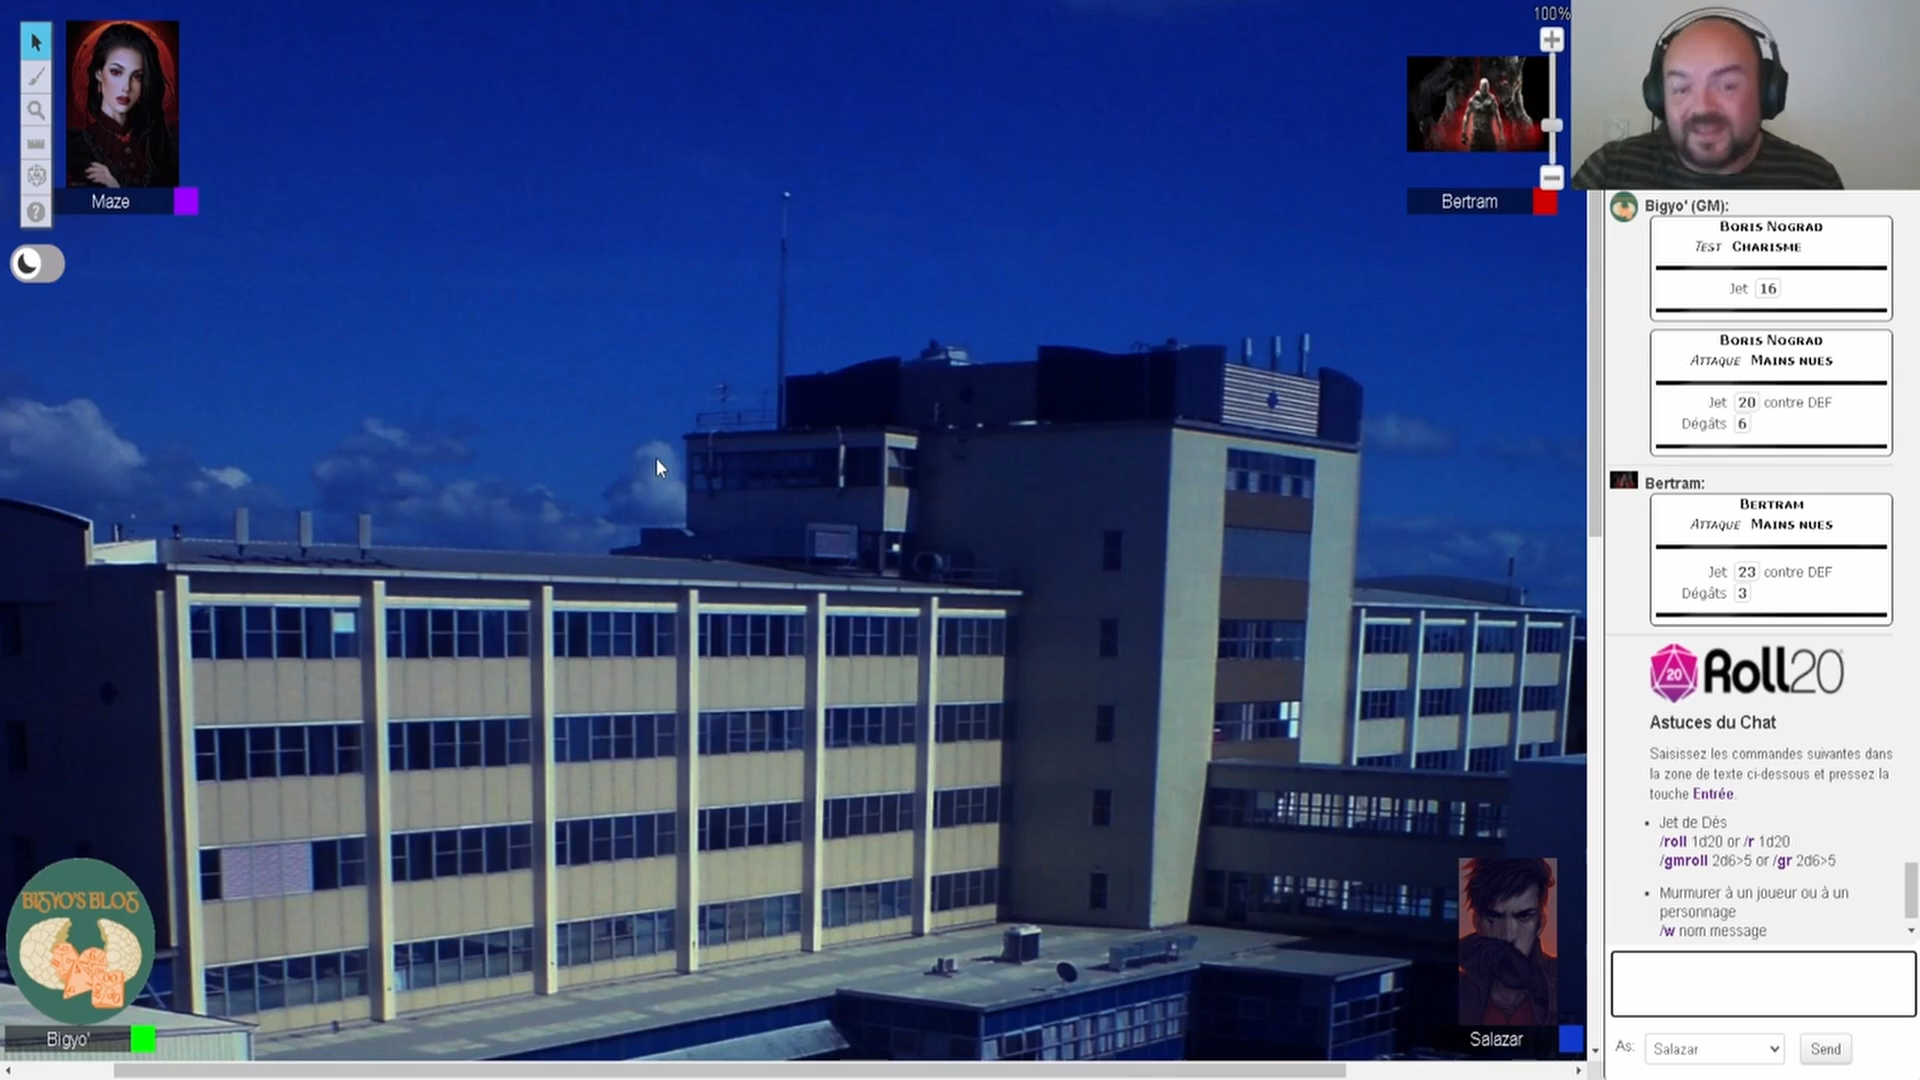 100%
Maze
Bertram
Bigyo' (GM):
BORIS NOGRAD
TEST CHARISME
Jet 16
BORIS NOGRAD
ATTAQUE MAINS NUES
Jet 20 contre DEF
Dégâts 6
Bertram:
BERTRAM
ATTAQUE MAINS NUES
Jet 23 contre DEF
Dégâts 3
20 Roll20
Astuces du Chat
Saisissez les commandes suivantes dans
la zone de texte ci-dessous et pressez la
touche Entrée.
• Jet de Dés
/roll 1d20 or /r 1d20
/gmroll 2d6>5 or /gr 2d6>5
• Murmurer à un joueur ou à un
personnage
/w nom message
BIGYO'S BLOG
Bigyo'
Salazar
As: Salazar Send